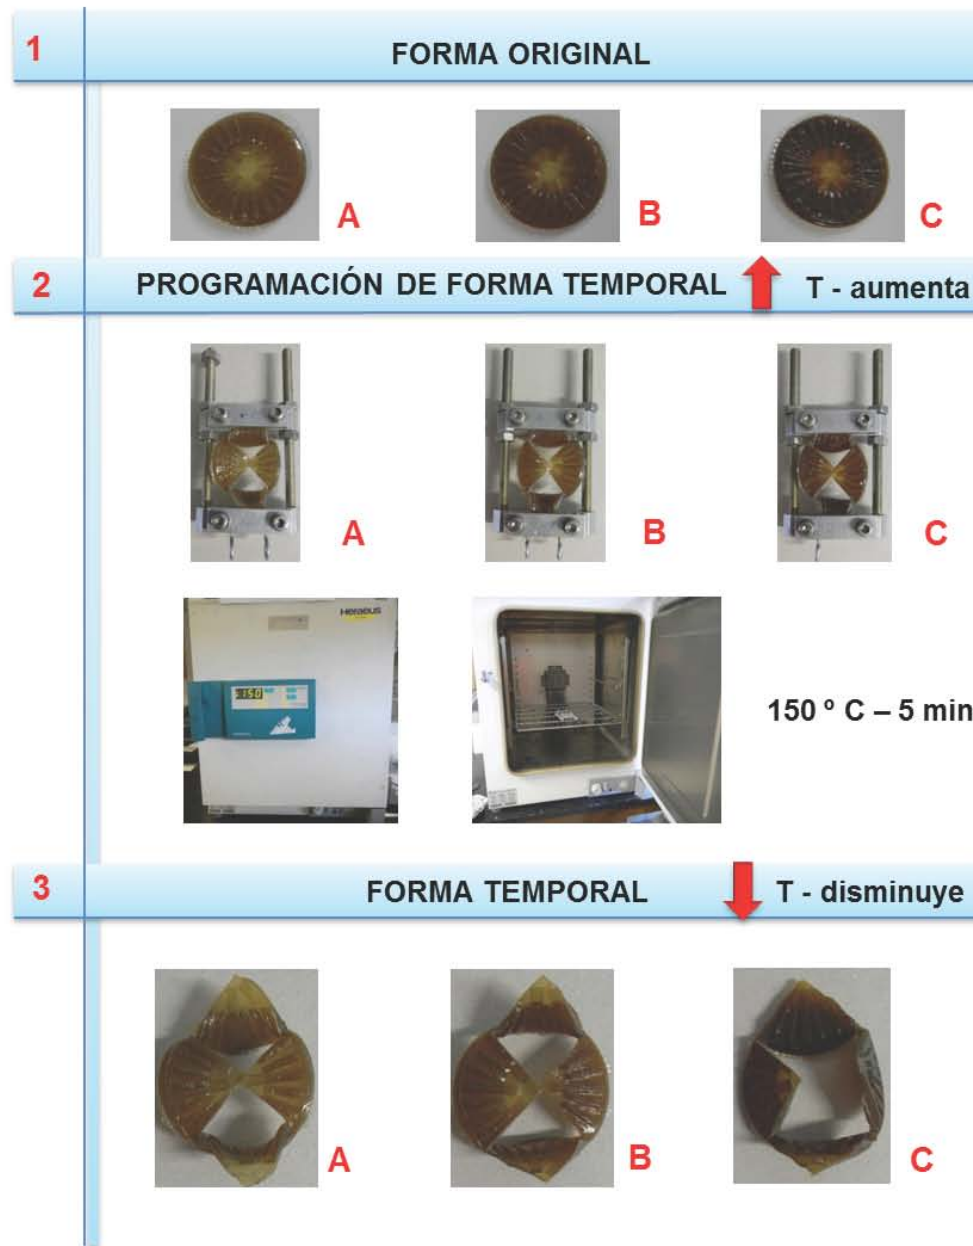 1 FORMA ORIGINAL
A B C
2 PROGRAMACIÓN DE FORMA TEMPORAL T - aumenta
A B C
Heraeus
150
150 º C – 5 min
3 FORMA TEMPORAL T - disminuye
A B C